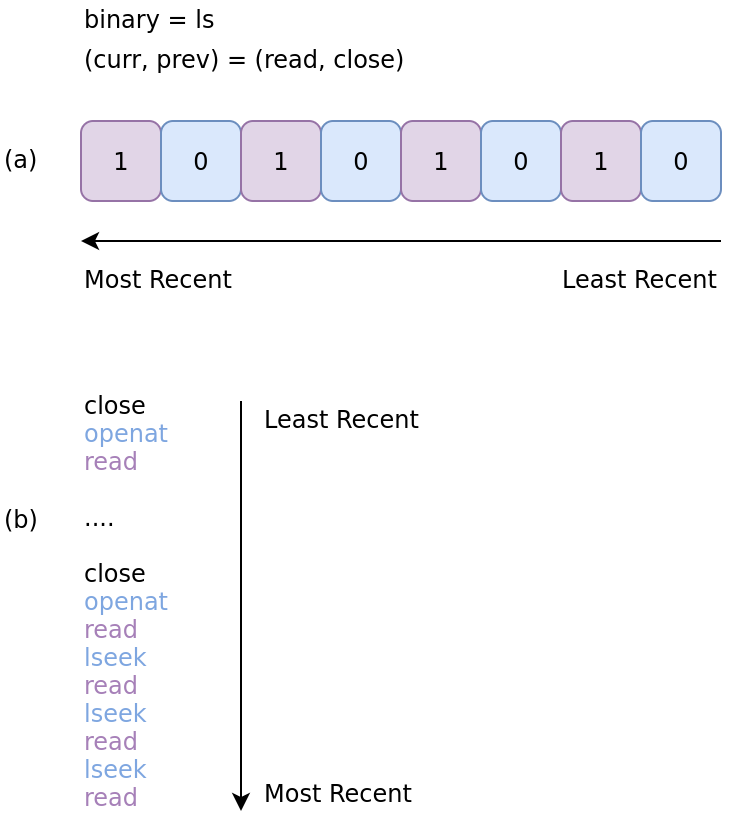 binary = ls
(curr, prev) = (read, close)
(a)
1 0 1 0 1 0 1 0
Most Recent Least Recent
close
Least Recent
openat
read
(b) ....
close
openat
read
lseek
read
lseek
read
lseek
Most Recent
read